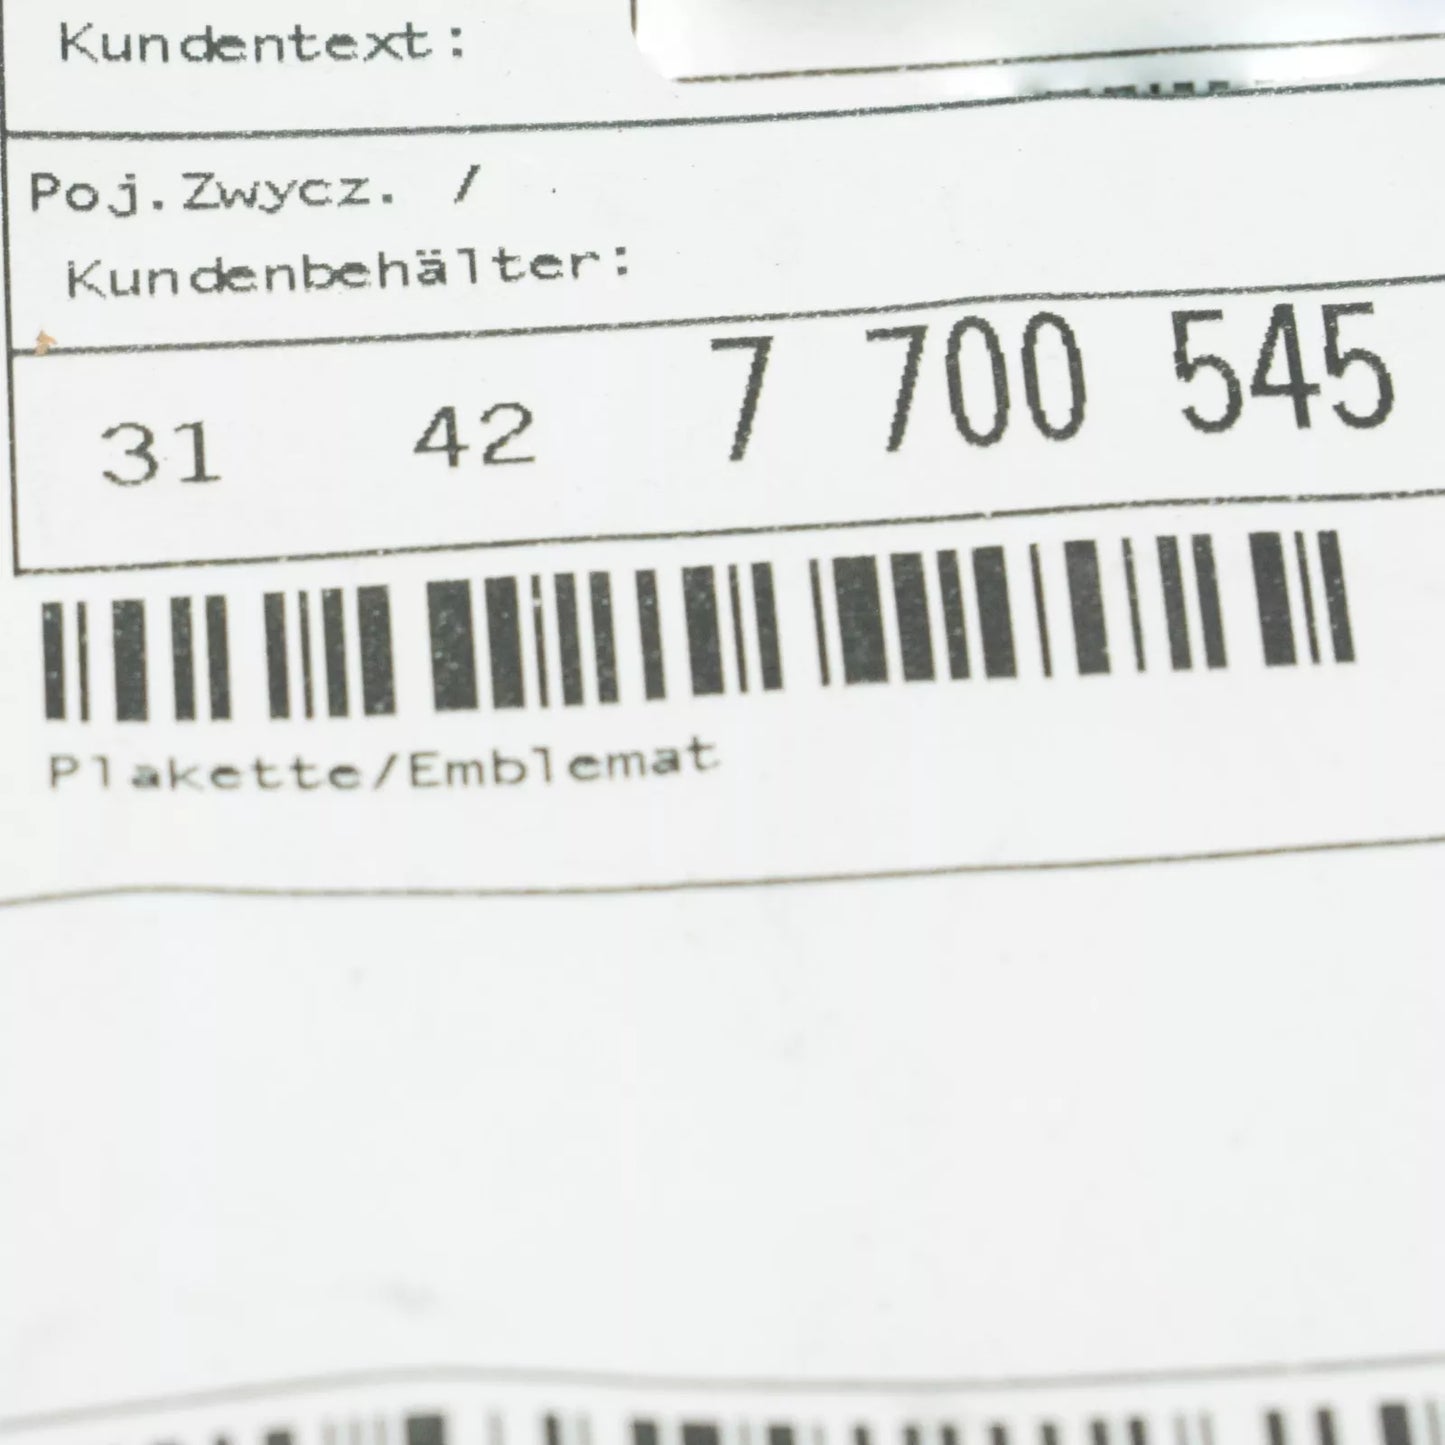 Kundentext:
Poj.Zwycz. /
Kundenbehälter:
31 42 7 700 545
Plakette/Emblemat